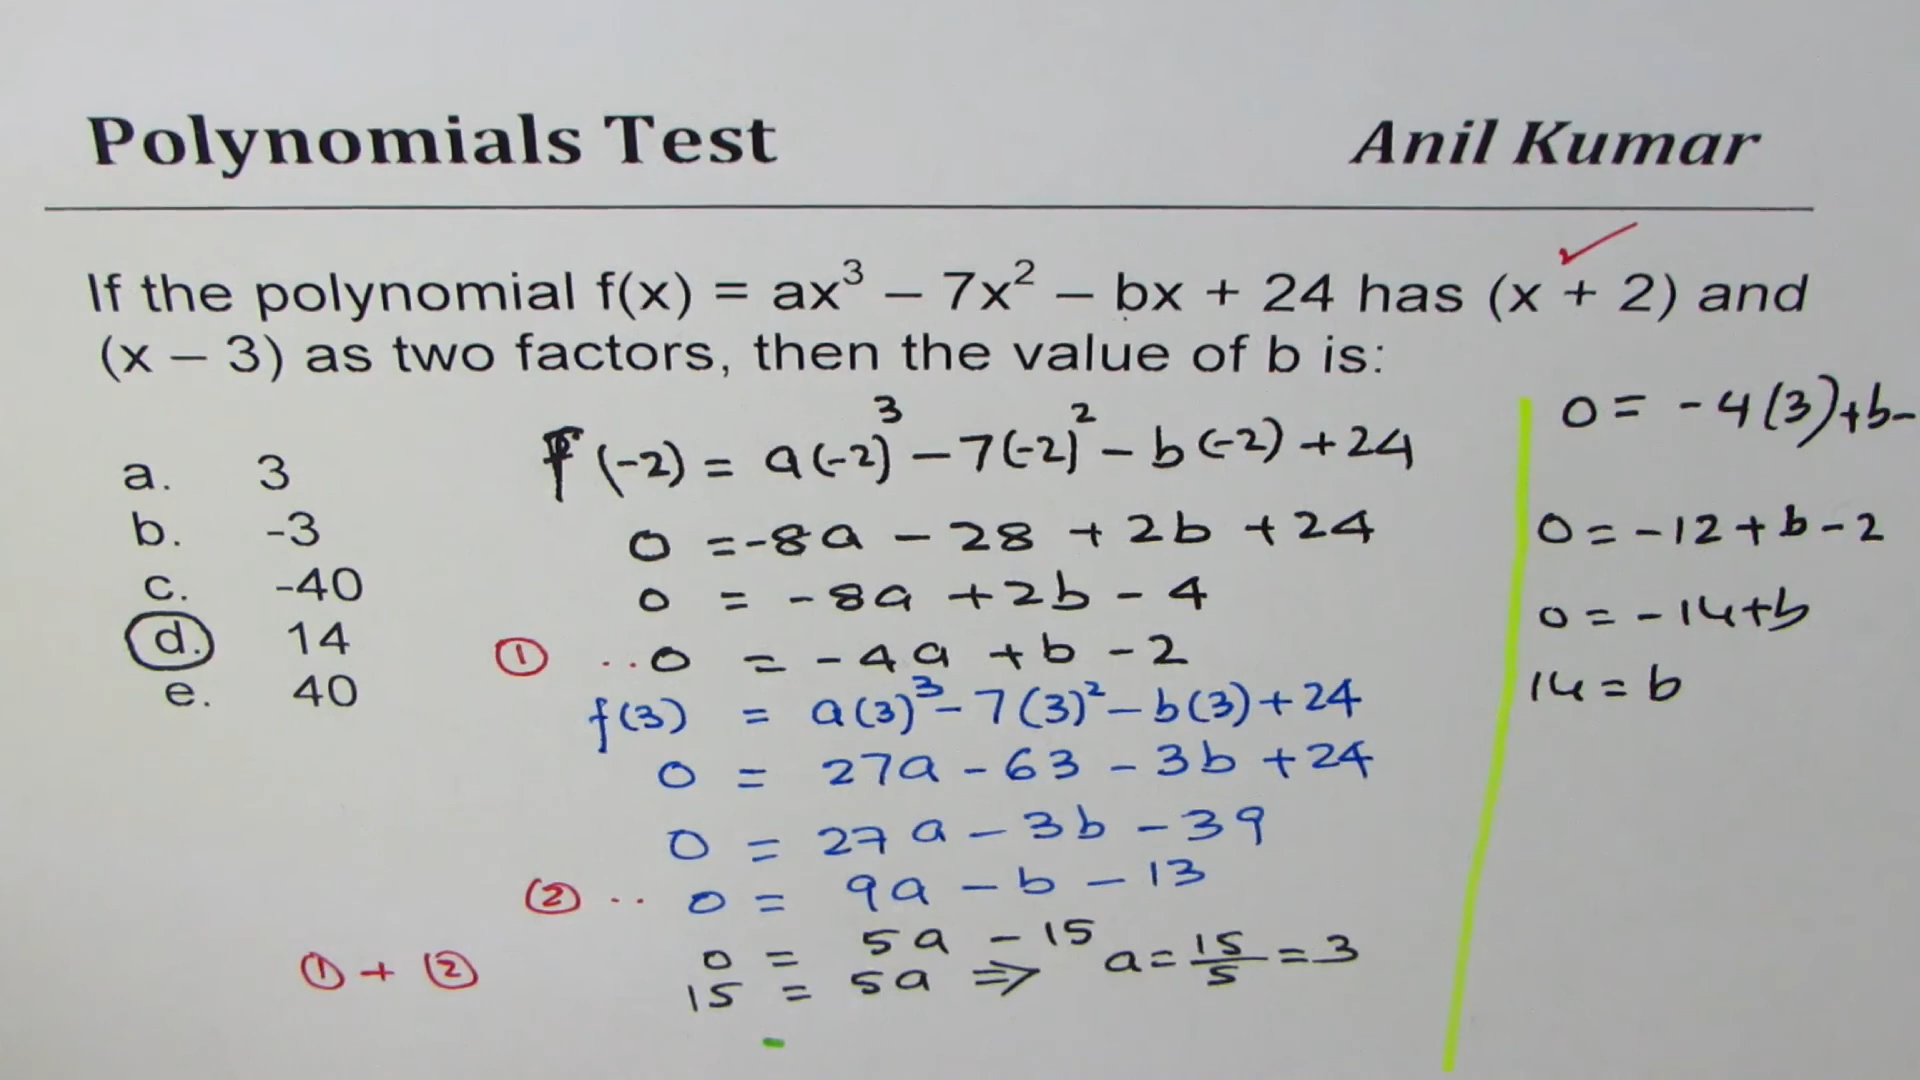 Polynomials Test
Anil Kumar
If the polynomial f(x) = ax³ – 7x² – bx + 24 has (x + 2) and
(x – 3) as two factors, then the value of b is:
a. 3
b. -3
c. -40
d. 14
e. 40
f(-2) = a(-2)³ – 7(-2)² – b(-2) + 24
0 = -8a – 28 + 2b + 24
0 = -8a + 2b - 4
① ..0 = -4a + b - 2
f(3) = a(3)³ - 7(3)² - b(3) + 24
0 = 27a - 63 - 3b + 24
0 = 27a - 3b - 39
② .. 0 = 9a - b - 13
① + ② 0 = 5a - 15
15 = 5a ⇒ a = 15/5 = 3
0 = -4(3)+b-
0 = -12 + b - 2
0 = -14+b
14 = b